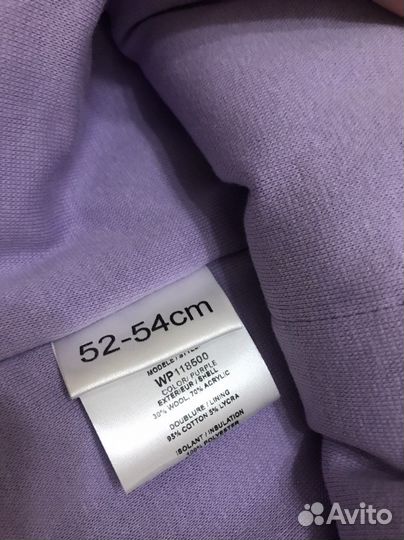 52-54cm
MODELE/STYLE
WP118500
COLOR/PURPLE
EXTERIEUR/SHELL
30% WOOL, 70% ACRYLIC
DOUBLURE/LINING
95% COTTON 5% LYCRA
ISOLANT/INSULATION
100% POLYESTER
Avito